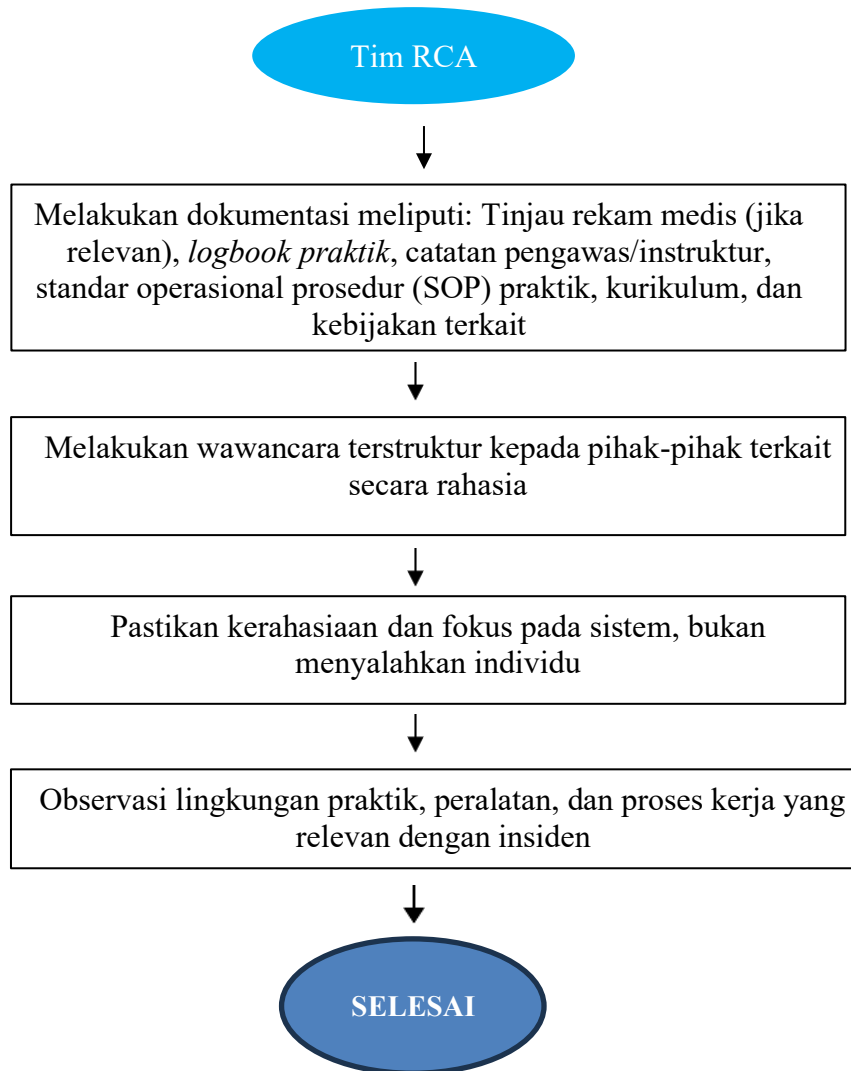 Tim RCA
Melakukan dokumentasi meliputi: Tinjau rekam medis (jika
relevan), logbook praktik, catatan pengawas/instruktur,
standar operasional prosedur (SOP) praktik, kurikulum, dan
kebijakan terkait
Melakukan wawancara terstruktur kepada pihak-pihak terkait
secara rahasia
Pastikan kerahasiaan dan fokus pada sistem, bukan
menyalahkan individu
Observasi lingkungan praktik, peralatan, dan proses kerja yang
relevan dengan insiden
SELESAI